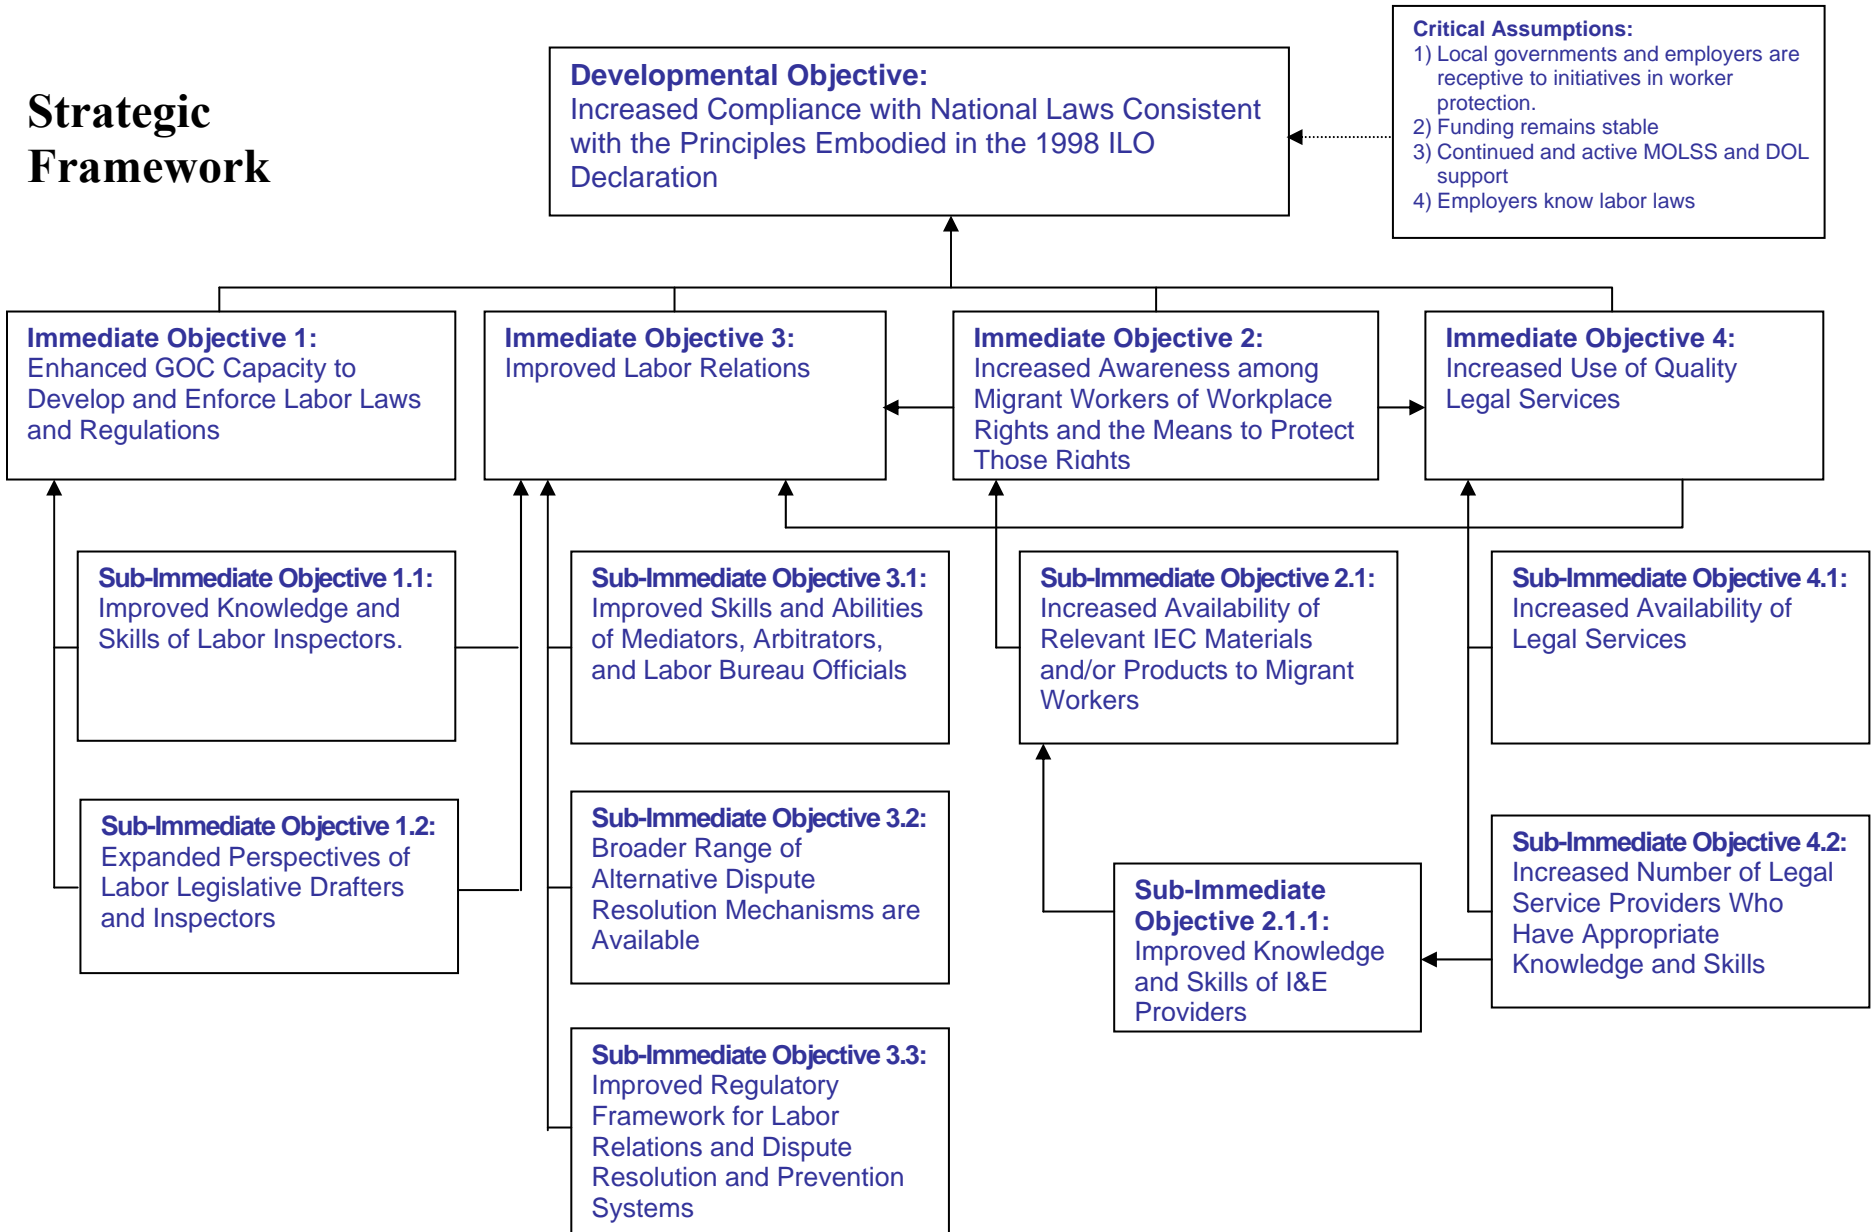 Strategic
Framework
Developmental Objective:
Increased Compliance with National Laws Consistent
with the Principles Embodied in the 1998 ILO
Declaration
Critical Assumptions:
1) Local governments and employers are
receptive to initiatives in worker
protection.
2) Funding remains stable
3) Continued and active MOLSS and DOL
support
4) Employers know labor laws
Immediate Objective 1:
Enhanced GOC Capacity to
Develop and Enforce Labor Laws
and Regulations
Immediate Objective 3:
Improved Labor Relations
Immediate Objective 2:
Increased Awareness among
Migrant Workers of Workplace
Rights and the Means to Protect
Those Rights
Immediate Objective 4:
Increased Use of Quality
Legal Services
Sub-Immediate Objective 1.1:
Improved Knowledge and
Skills of Labor Inspectors.
Sub-Immediate Objective 3.1:
Improved Skills and Abilities
of Mediators, Arbitrators,
and Labor Bureau Officials
Sub-Immediate Objective 2.1:
Increased Availability of
Relevant IEC Materials
and/or Products to Migrant
Workers
Sub-Immediate Objective 4.1:
Increased Availability of
Legal Services
Sub-Immediate Objective 1.2:
Expanded Perspectives of
Labor Legislative Drafters
and Inspectors
Sub-Immediate Objective 3.2:
Broader Range of
Alternative Dispute
Resolution Mechanisms are
Available
Sub-Immediate
Objective 2.1.1:
Improved Knowledge
and Skills of I&E
Providers
Sub-Immediate Objective 4.2:
Increased Number of Legal
Service Providers Who
Have Appropriate
Knowledge and Skills
Sub-Immediate Objective 3.3:
Improved Regulatory
Framework for Labor
Relations and Dispute
Resolution and Prevention
Systems